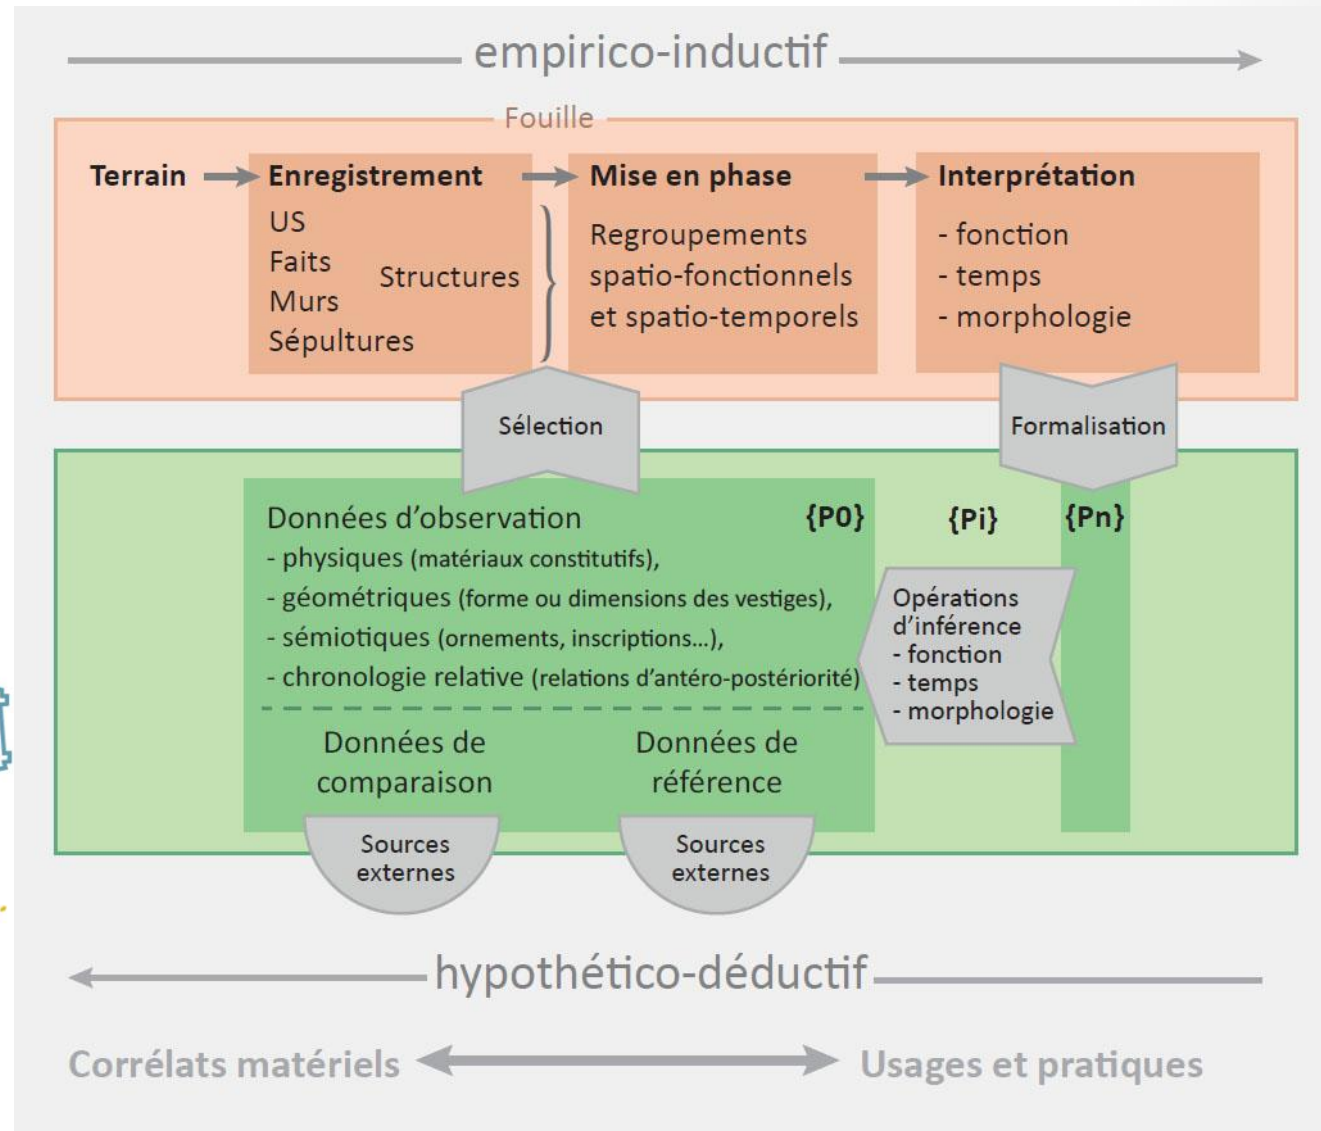 empirico-inductif
Fouille
Terrain
Enregistrement
US
Faits
Murs
Sépultures
Structures
Mise en phase
Regroupements
spatio-fonctionnels
et spatio-temporels
Interprétation
- fonction
- temps
- morphologie
Sélection
Formalisation
Données d’observation
- physiques (matériaux constitutifs),
- géométriques (forme ou dimensions des vestiges),
- sémiotiques (ornements, inscriptions...),
- chronologie relative (relations d’antéro-postériorité)
{P0}
{Pi}
{Pn}
Opérations
d’inférence
- fonction
- temps
- morphologie
Données de
comparaison
Données de
référence
Sources
externes
Sources
externes
hypothético-déductif
Corrélats matériels
Usages et pratiques